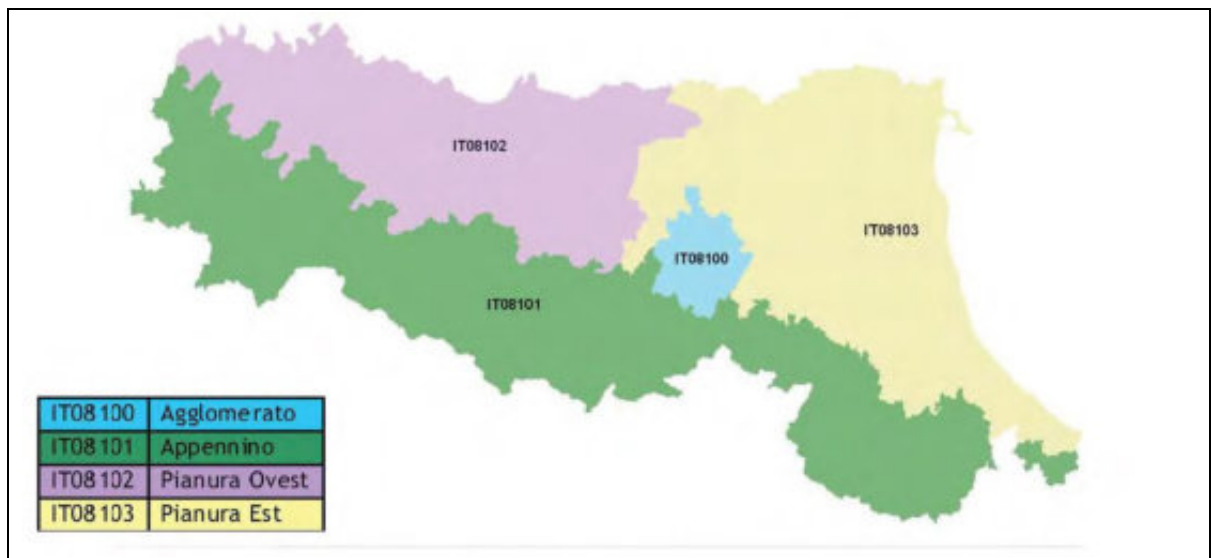 IT08102
IT08103
IT08100
IT08101
IT08100 Agglomerato
IT08101 Appennino
IT08102 Pianura Ovest
IT08103 Pianura Est